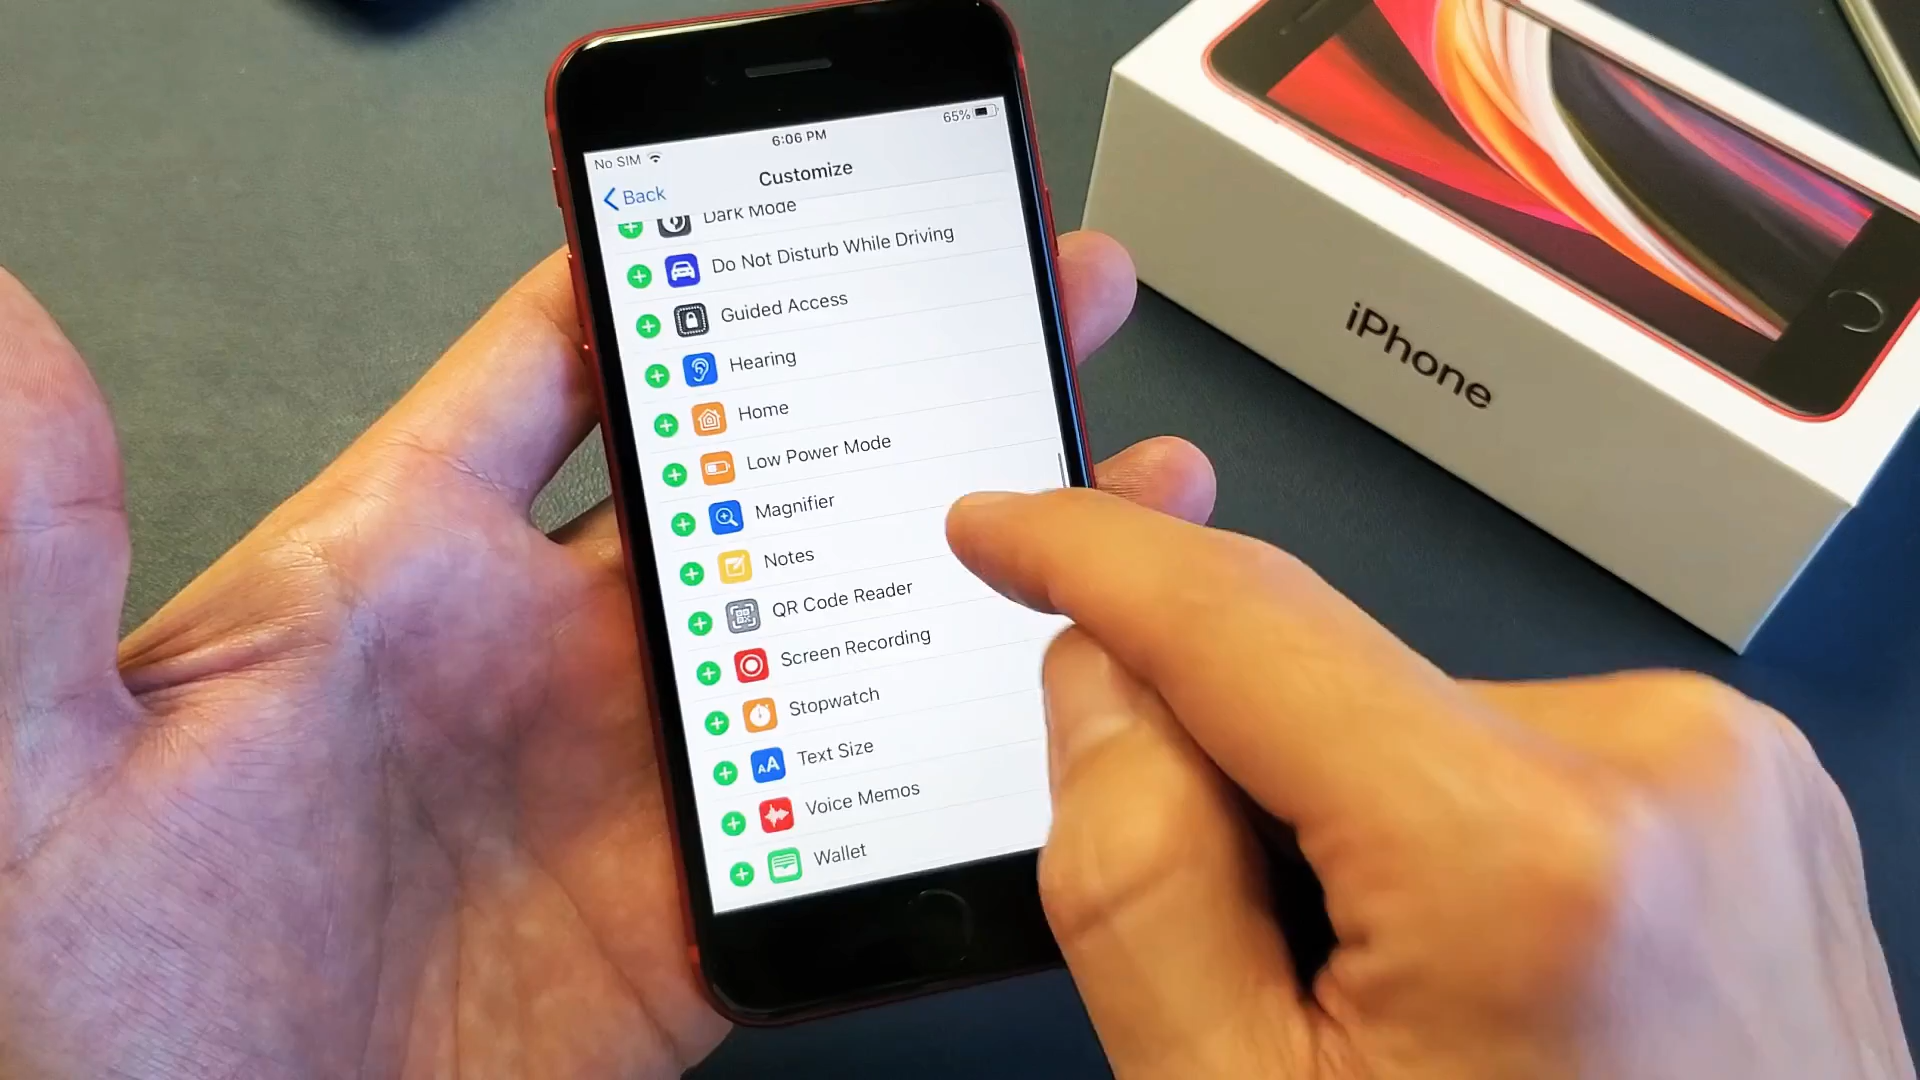 No SIM 6:06 PM 65%
Back Customize
Dark Mode
Do Not Disturb While Driving
Guided Access
Hearing
Home
Low Power Mode
Magnifier
Notes
QR Code Reader
Screen Recording
Stopwatch
AA Text Size
Voice Memos
Wallet
iPhone